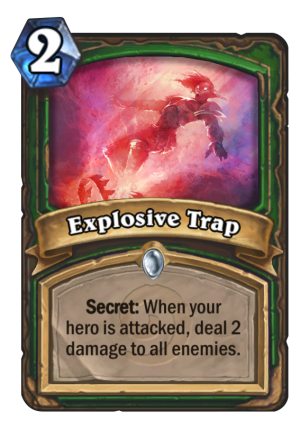 2
Explosive Trap
Secret: When your
hero is attacked, deal 2
damage to all enemies.